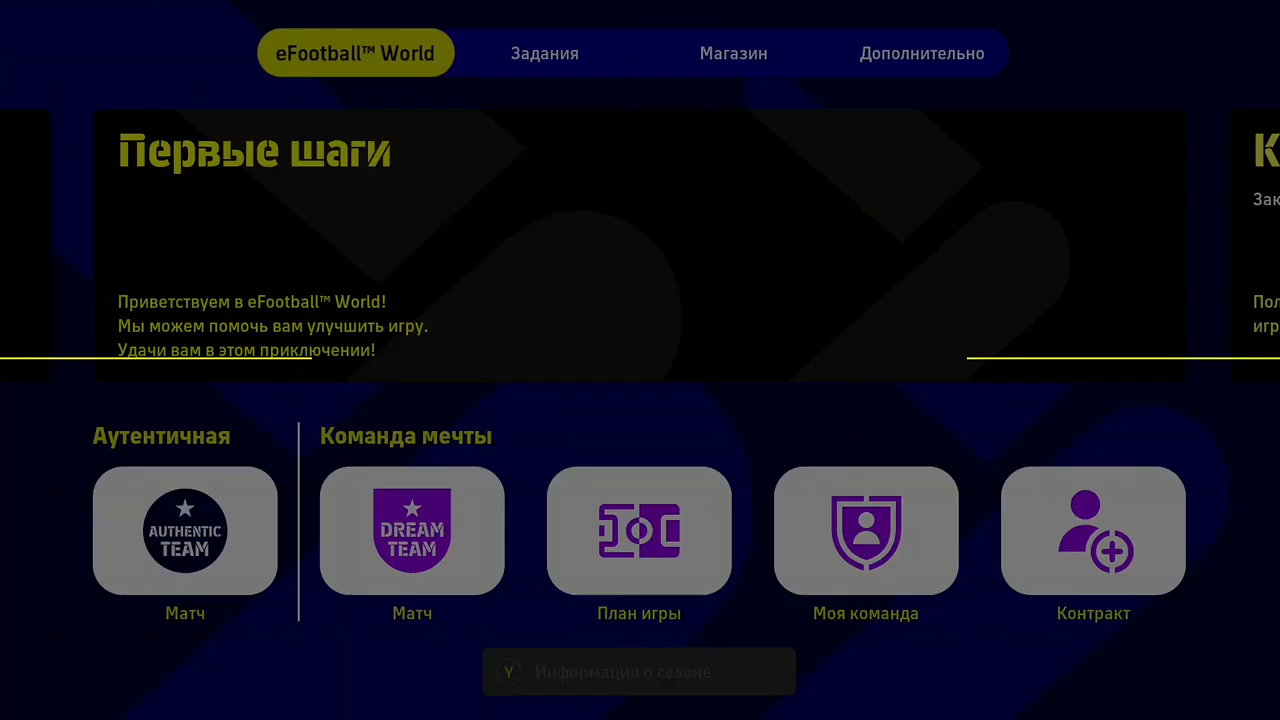 eFootball™ World
Задания
Магазин
Дополнительно
Первые шаги
Приветствуем в eFootball™ World!
Мы можем помочь вам улучшить игру.
Удачи вам в этом приключении!
Аутентичная
Команда мечты
AUTHENTIC
TEAM
DREAM
TEAM
Матч
Матч
План игры
Моя команда
Контракт
Y Информация о сезоне